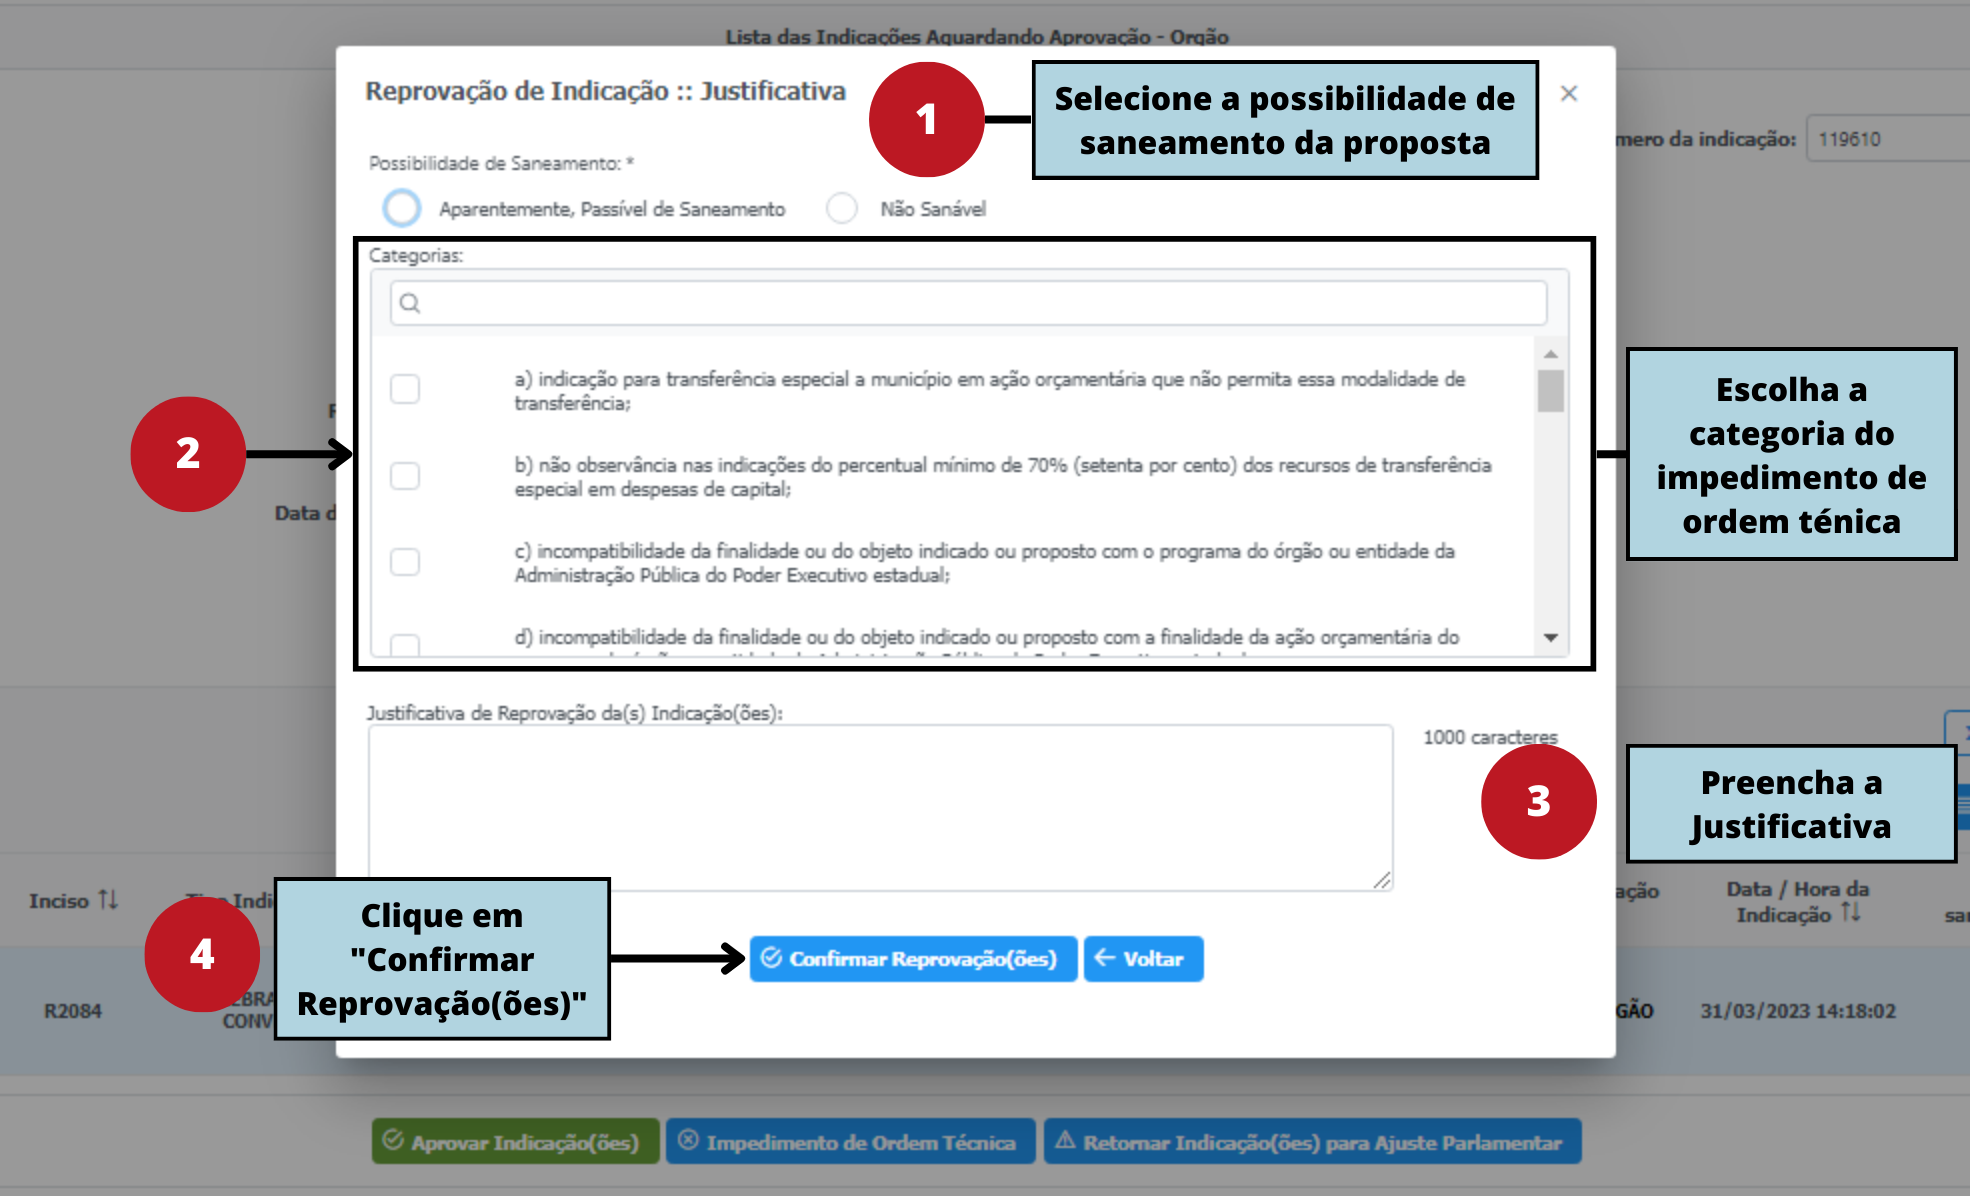 Lista das Indicações Aguardando Aprovação - Orgão
Reprovação de Indicação :: Justificativa
1
Selecione a possibilidade de
saneamento da proposta
mero da indicação:
119610
Possibilidade de Saneamento: *
Aparentemente, Passível de Saneamento
Não Sanável
Categorias:
a) indicação para transferência especial a município em ação orçamentária que não permita essa modalidade de
transferência;
b) não observância nas indicações do percentual mínimo de 70% (setenta por cento) dos recursos de transferência
especial em despesas de capital;
c) incompatibilidade da finalidade ou do objeto indicado ou proposto com o programa do órgão ou entidade da
Administração Pública do Poder Executivo estadual;
d) incompatibilidade da finalidade ou do objeto indicado ou proposto com a finalidade da ação orçamentária do
2
Data d
Escolha a
categoria do
impedimento de
ordem ténica
Justificativa de Reprovação da(s) Indicação(ões):
1000 caracteres
3
Preencha a
Justificativa
Inciso
Indi
ação
Data / Hora da
Indicação
sa
4
Clique em
"Confirmar
Reprovação(ões)"
Confirmar Reprovação(ões)
Voltar
R2084
EBRA
CONV
GÃO
31/03/2023 14:18:02
Aprovar Indicação(ões)
Impedimento de Ordem Técnica
Retornar Indicação(ões) para Ajuste Parlamentar